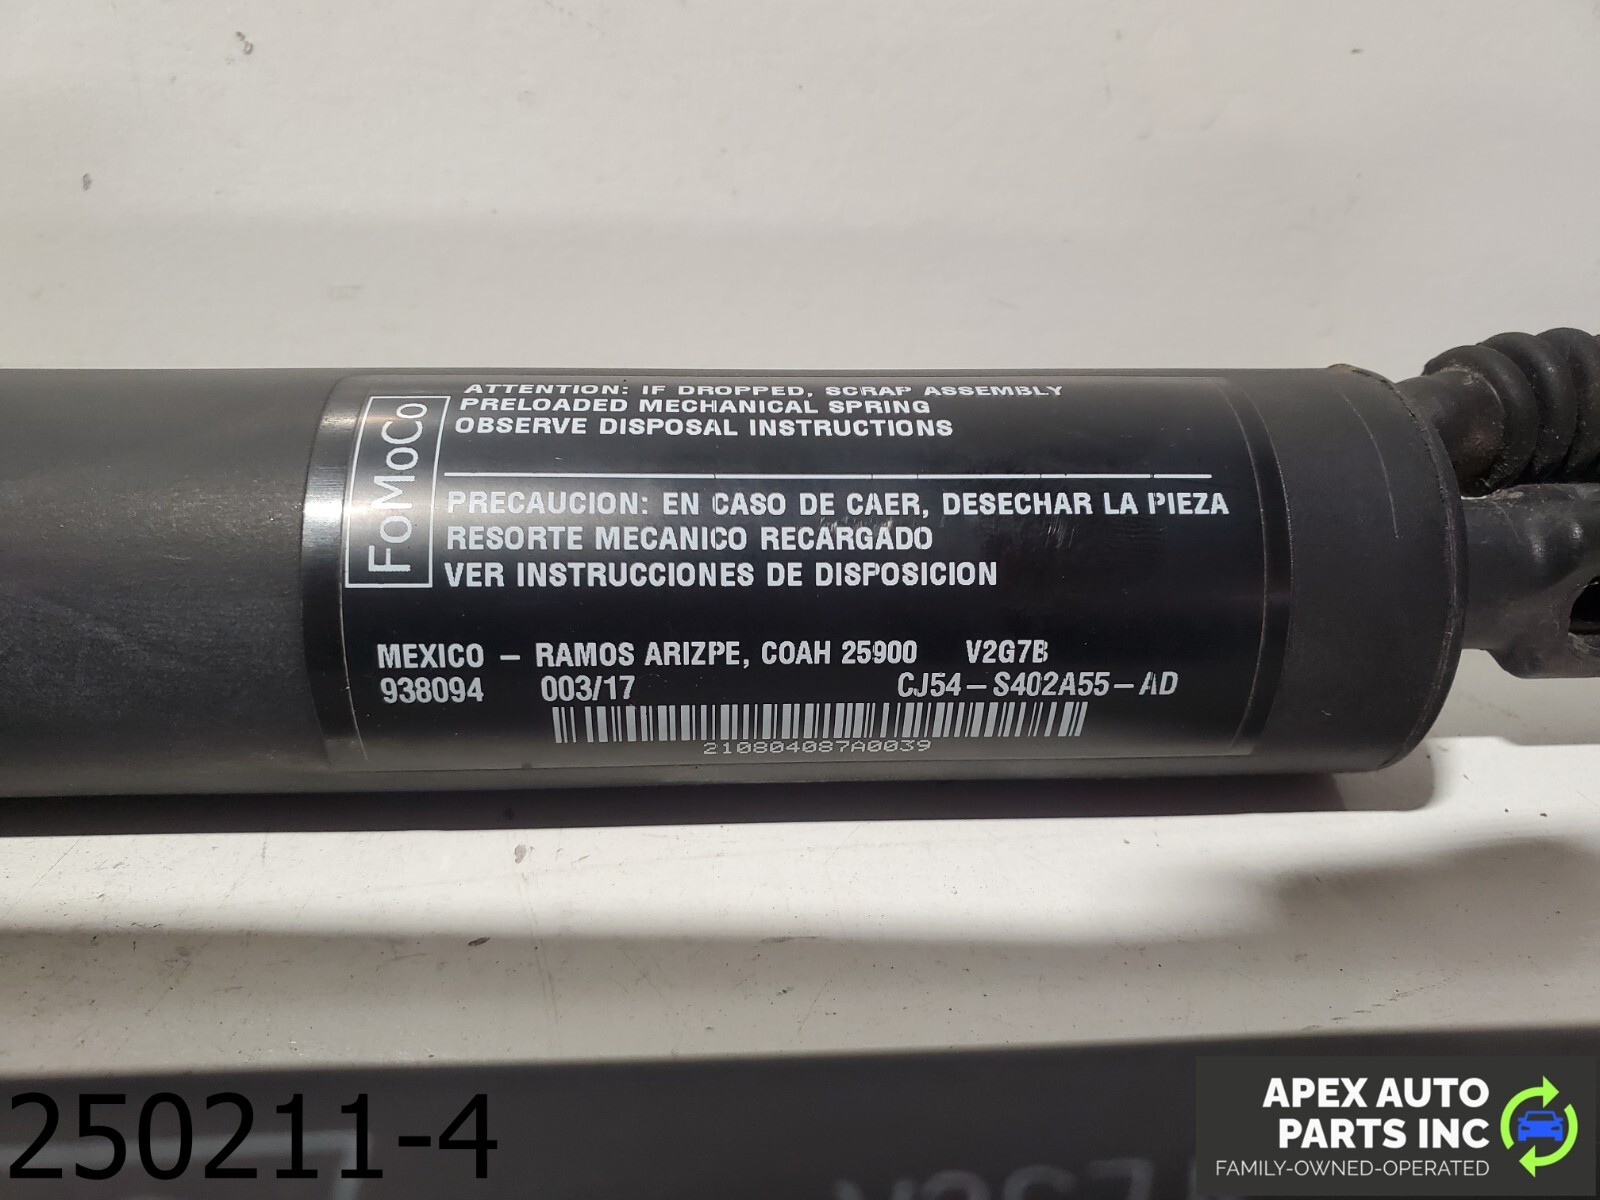 FoMoCo
ATTENTION: IF DROPPED, SCRAP ASSEMBLY
PRELOADED MECHANICAL SPRING
OBSERVE DISPOSAL INSTRUCTIONS
PRECAUCION: EN CASO DE CAER, DESECHAR LA PIEZA
RESORTE MECANICO RECARGADO
VER INSTRUCCIONES DE DISPOSICION
MEXICO - RAMOS ARIZPE, COAH 25900 V2G7B
938094 003/17 CJ54-S402A55-AD
210804087A0039
250211-4
APEX AUTO
PARTS INC
FAMILY-OWNED-OPERATED